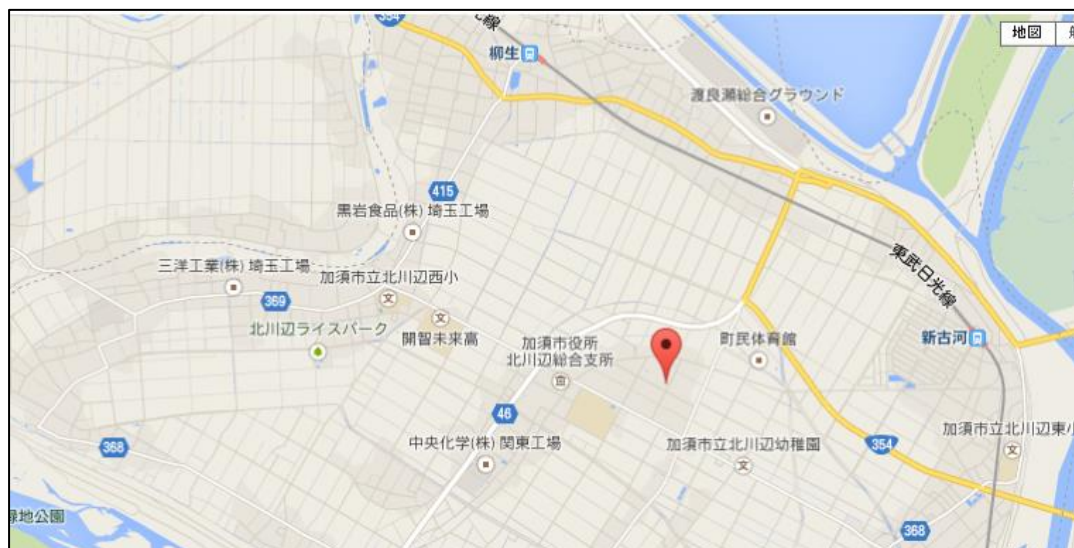 354
線
柳生
地図
渡良瀬総合グラウンド
415
黒岩食品(株) 埼玉工場
三洋工業(株) 埼玉工場
加須市立北川辺西小
369
北川辺ライスパーク
開智未来高
東武日光線
加須市役所
北川辺総合支所
町民体育館
新古河
46
368
中央化学(株) 関東工場
加須市立北川辺幼稚園
354
加須市立北川辺東小
緑地公園
368